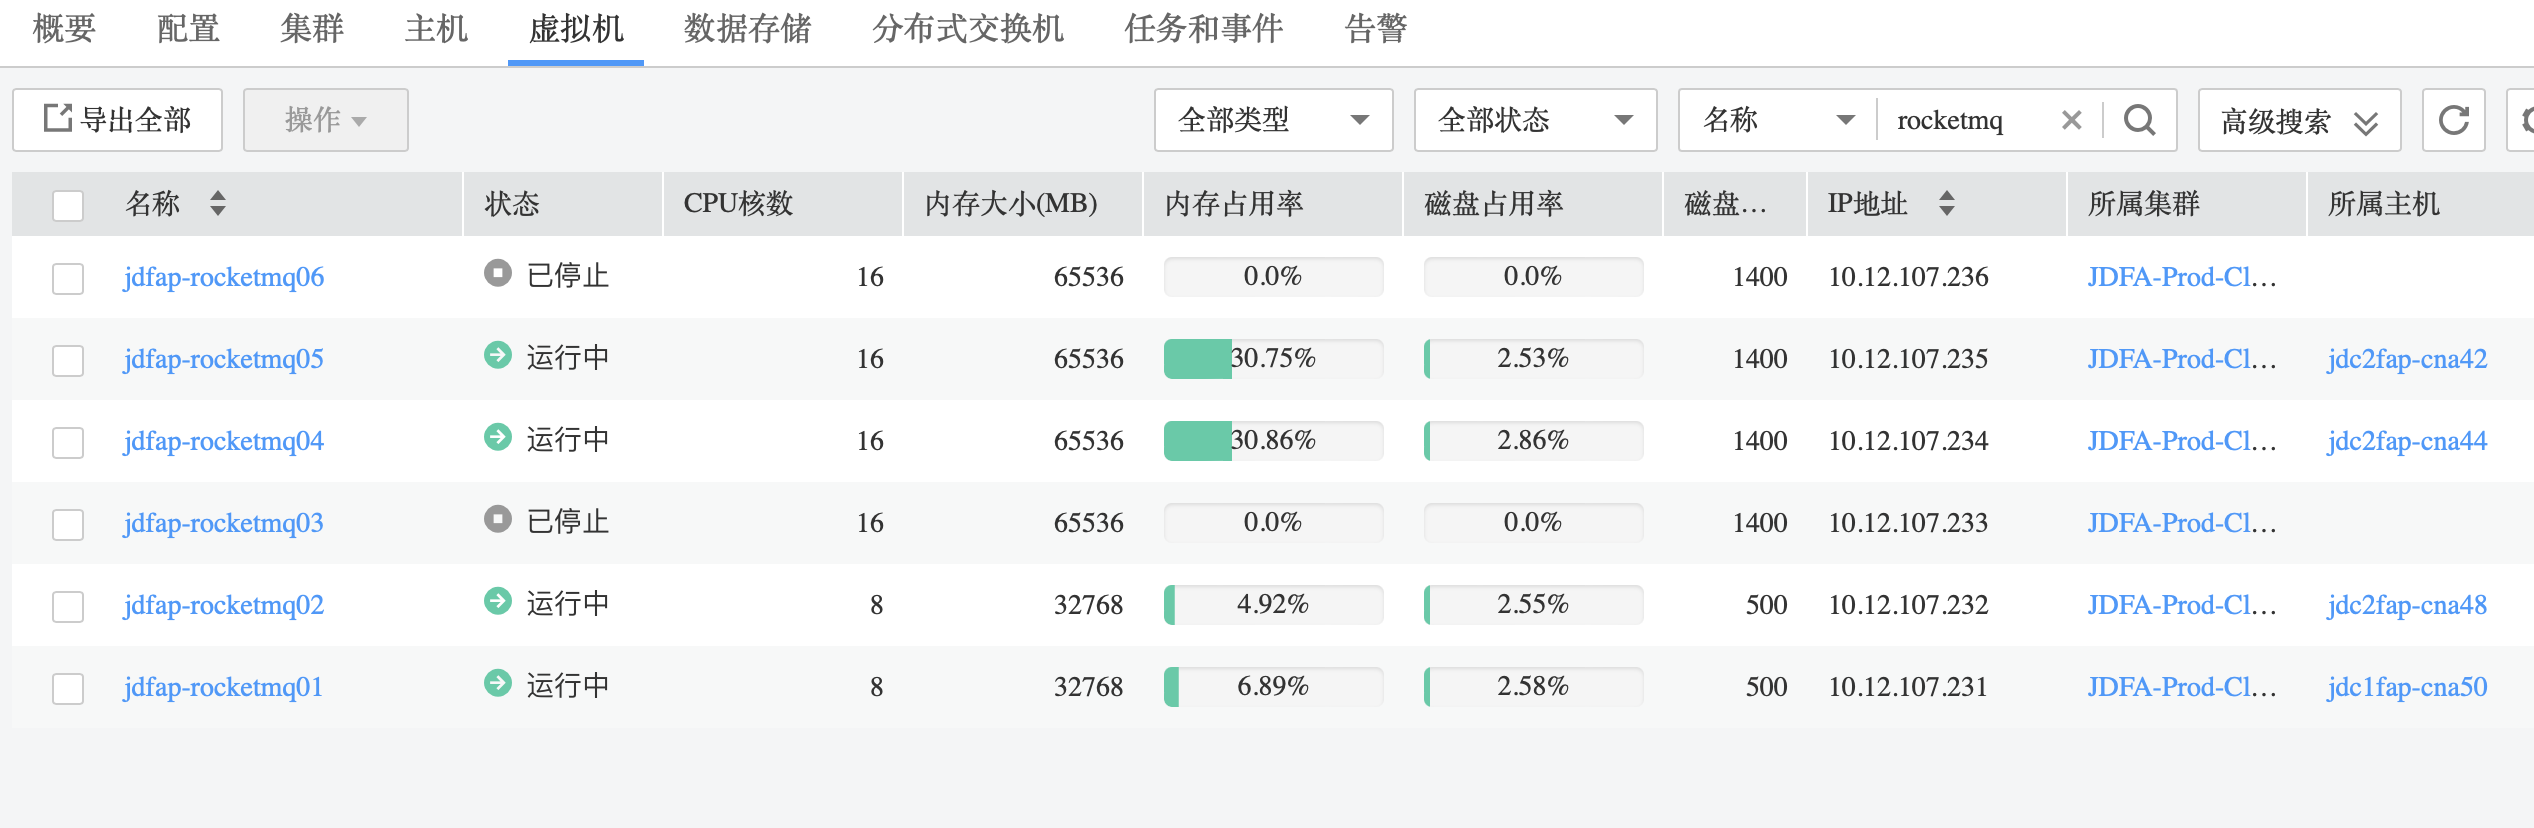 概要 配置 集群 主机 虚拟机 数据存储 分布式交换机 任务和事件 告警
导出全部 操作 全部类型 全部状态 名称 rocketmq 高级搜索
名称 状态 CPU核数 内存大小(MB) 内存占用率 磁盘占用率 磁盘... IP地址 所属集群 所属主机
jdfap-rocketmq06 已停止 16 65536 0.0% 0.0% 1400 10.12.107.236 JDFA-Prod-Cl...
jdfap-rocketmq05 运行中 16 65536 30.75% 2.53% 1400 10.12.107.235 JDFA-Prod-Cl... jdc2fap-cna42
jdfap-rocketmq04 运行中 16 65536 30.86% 2.86% 1400 10.12.107.234 JDFA-Prod-Cl... jdc2fap-cna44
jdfap-rocketmq03 已停止 16 65536 0.0% 0.0% 1400 10.12.107.233 JDFA-Prod-Cl...
jdfap-rocketmq02 运行中 8 32768 4.92% 2.55% 500 10.12.107.232 JDFA-Prod-Cl... jdc2fap-cna48
jdfap-rocketmq01 运行中 8 32768 6.89% 2.58% 500 10.12.107.231 JDFA-Prod-Cl... jdc1fap-cna50